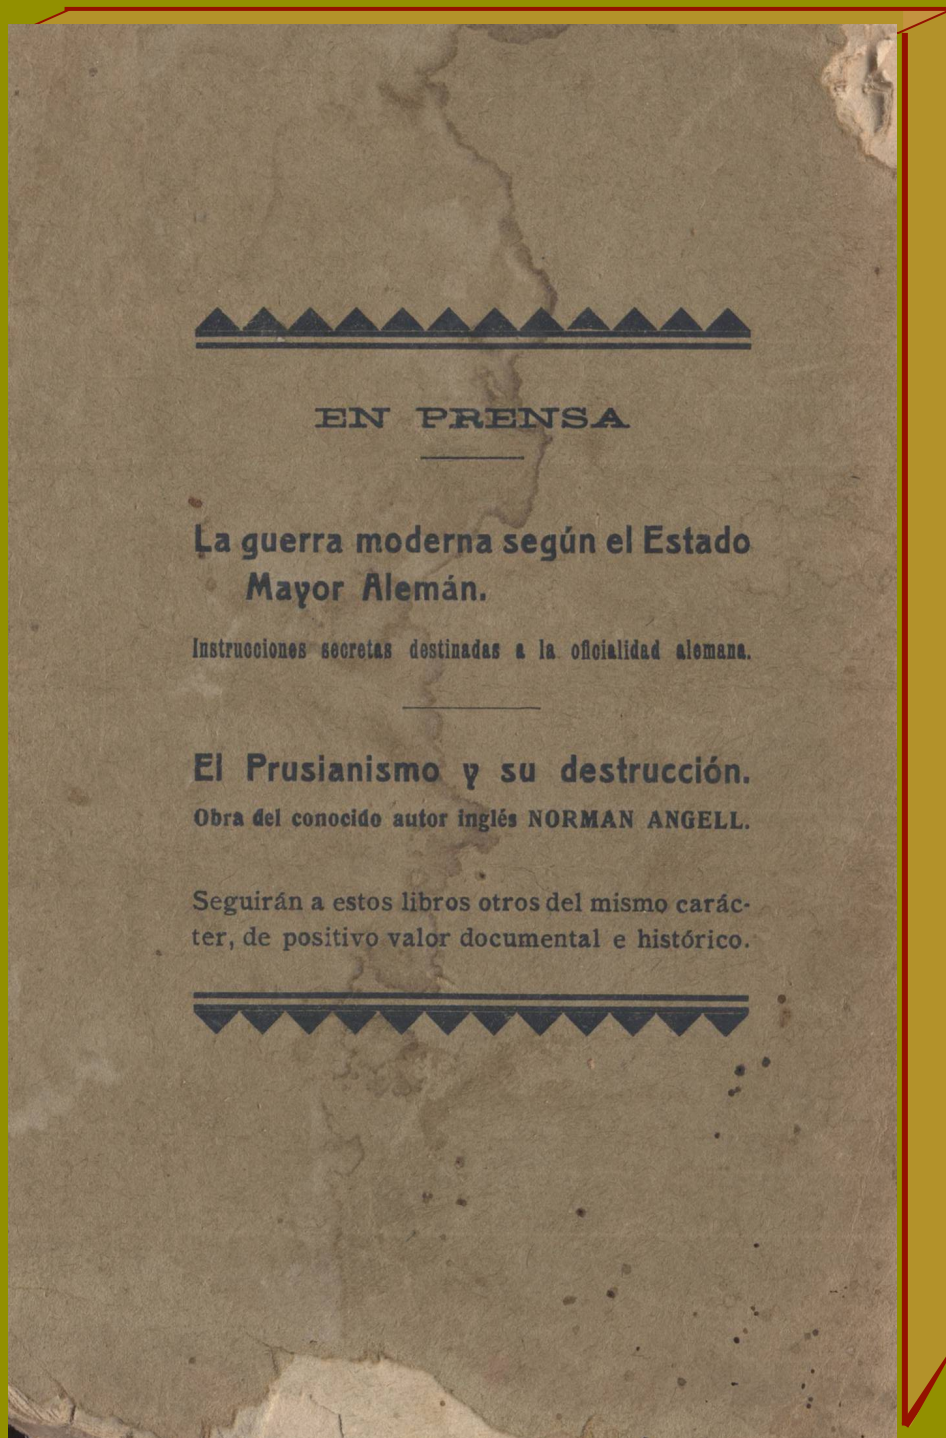 EN PRENSA
La guerra moderna según el Estado
Mayor Alemán.
Instrucciones secretas destinadas a la oficialidad alemana.
El Prusianismo y su destrucción.
Obra del conocido autor inglés NORMAN ANGELL.
Seguirán a estos libros otros del mismo carác-
ter, de positivo valor documental e histórico.